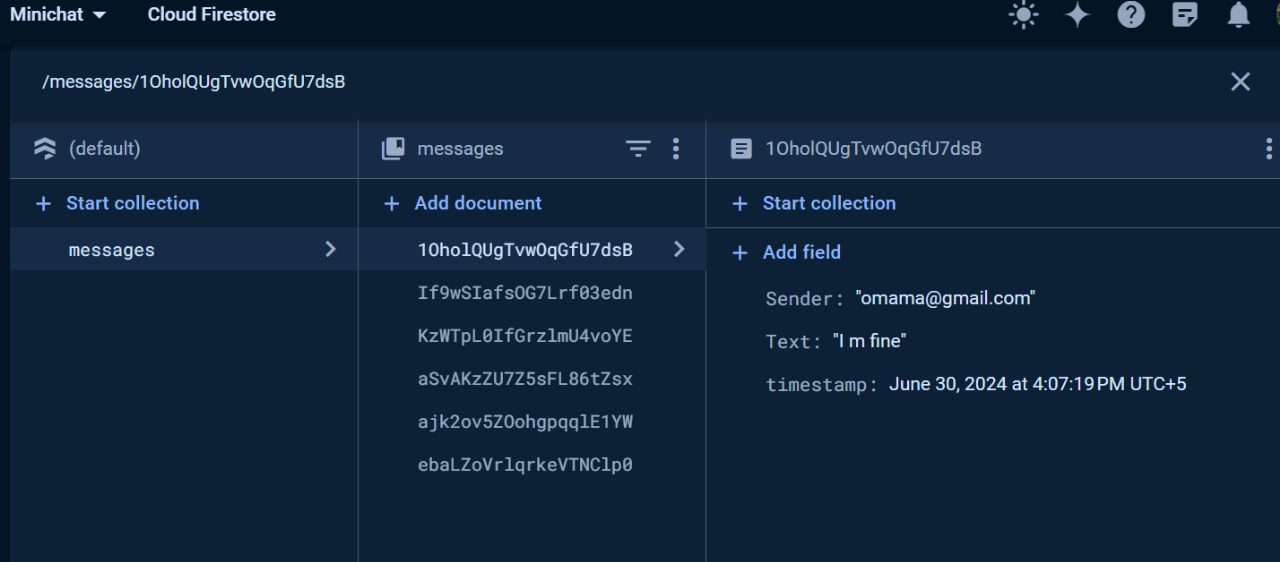 Minichat Cloud Firestore
/messages/1OholQUgTvwOqGfU7dsB
(default)
messages
1OholQUgTvwOqGfU7dsB
+ Start collection
+ Add document
+ Start collection
messages
1OholQUgTvwOqGfU7dsB
If9wSIafsOG7Lrf03edn
KzWTpL0IfGrzlmU4voYE
aSvAKzZU7Z5sFL86tZsx
ajk2ov5ZOohgpqqlE1YW
ebaLZoVrlqrkeVTNClp0
+ Add field
Sender: "omama@gmail.com"
Text: "I m fine"
timestamp: June 30, 2024 at 4:07:19 PM UTC+5